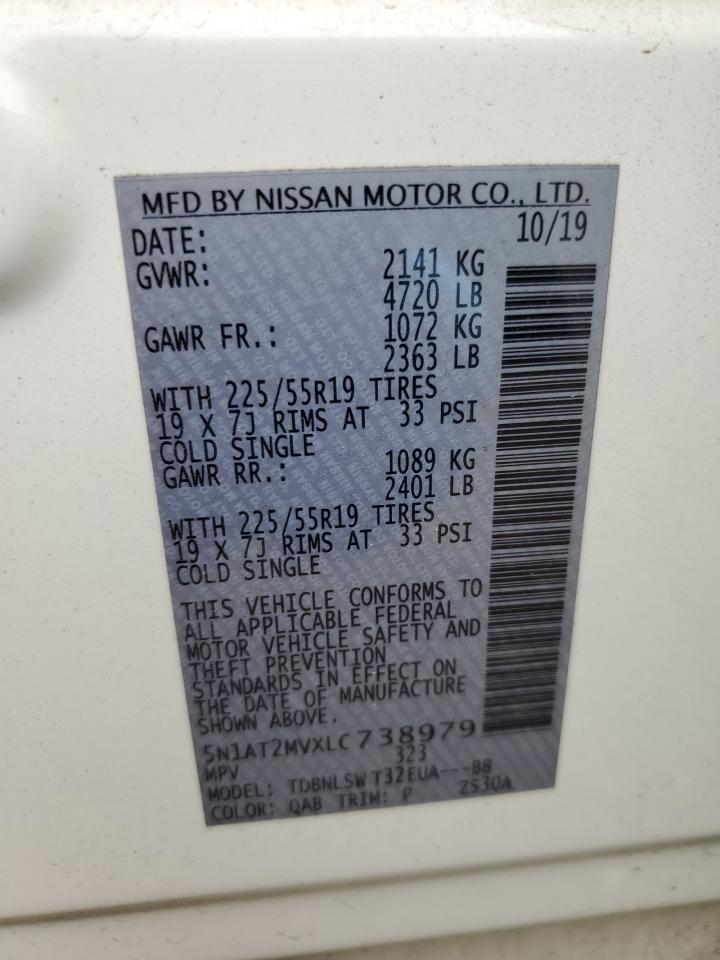 MFD BY NISSAN MOTOR CO., LTD.
DATE: 10/19
GVWR: 2141 KG
4720 LB
GAWR FR.: 1072 KG
2363 LB
WITH 225/55R19 TIRES
19 X 7J RIMS AT 33 PSI
COLD SINGLE
GAWR RR.: 1089 KG
2401 LB
WITH 225/55R19 TIRES
19 X 7J RIMS AT 33 PSI
COLD SINGLE
THIS VEHICLE CONFORMS TO
ALL APPLICABLE FEDERAL
MOTOR VEHICLE SAFETY AND
THEFT PREVENTION
STANDARDS IN EFFECT ON
THE DATE OF MANUFACTURE
SHOWN ABOVE.
5N1AT2MVXLC738979
MPV 323
MODEL: TDBNLSW T32EUA---BB
COLOR: QAB TRIM: P ZS30A